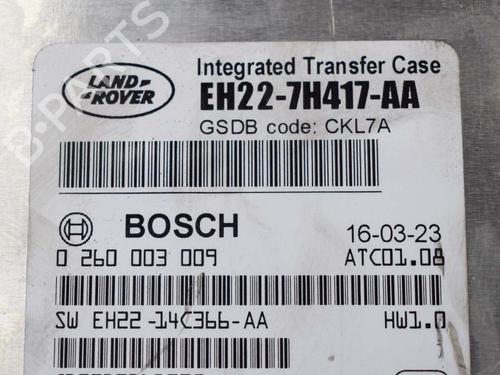 LAND-
ROVER
Integrated Transfer Case
EH22-7H417-AA
GSDB code: CKL7A
BOSCH
16-03-23
0 260 003 009
ATC01.08
SW EH22-14C366-AA
HW1.0
B-PARTS